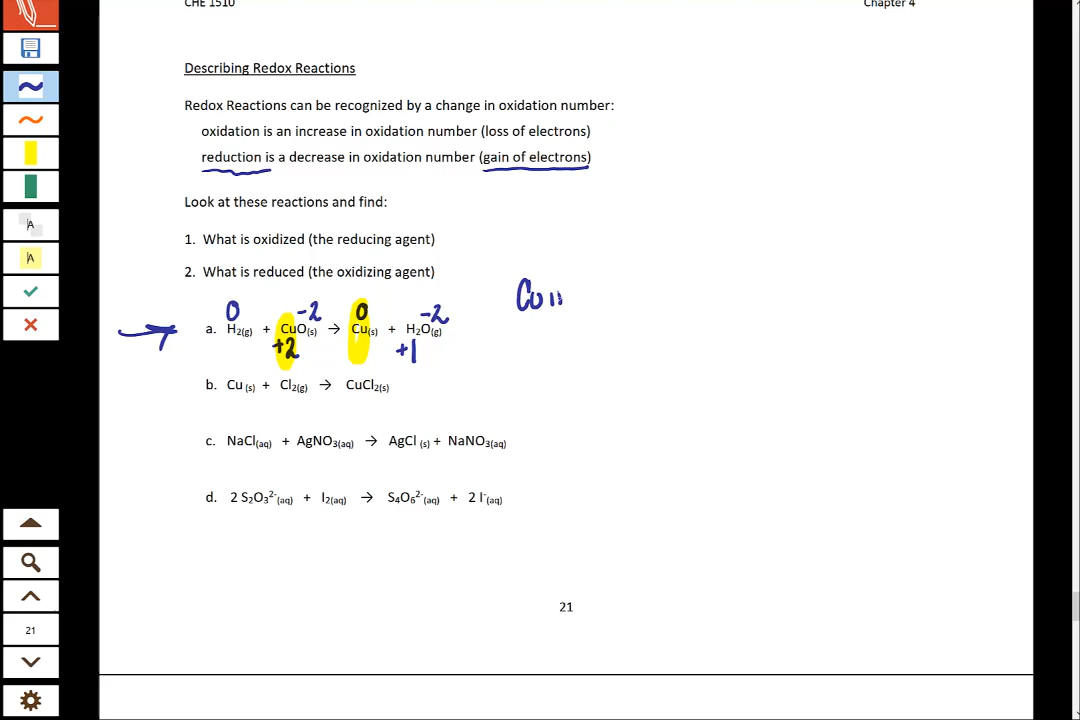 CHE 1510 Chapter 4
Describing Redox Reactions
Redox Reactions can be recognized by a change in oxidation number:
oxidation is an increase in oxidation number (loss of electrons)
reduction is a decrease in oxidation number (gain of electrons)
Look at these reactions and find:
1. What is oxidized (the reducing agent)
2. What is reduced (the oxidizing agent)
0 -2 0 -2
a. H₂(g) + CuO(s) → Cu(s) + H₂O(g)
+2 +1
b. Cu (s) + Cl₂(g) → CuCl₂(s)
c. NaCl(aq) + AgNO₃(aq) → AgCl (s) + NaNO₃(aq)
d. 2 S₂O₃²⁻(aq) + I₂(aq) → S₄O₆²⁻(aq) + 2 I⁻(aq)
21
21